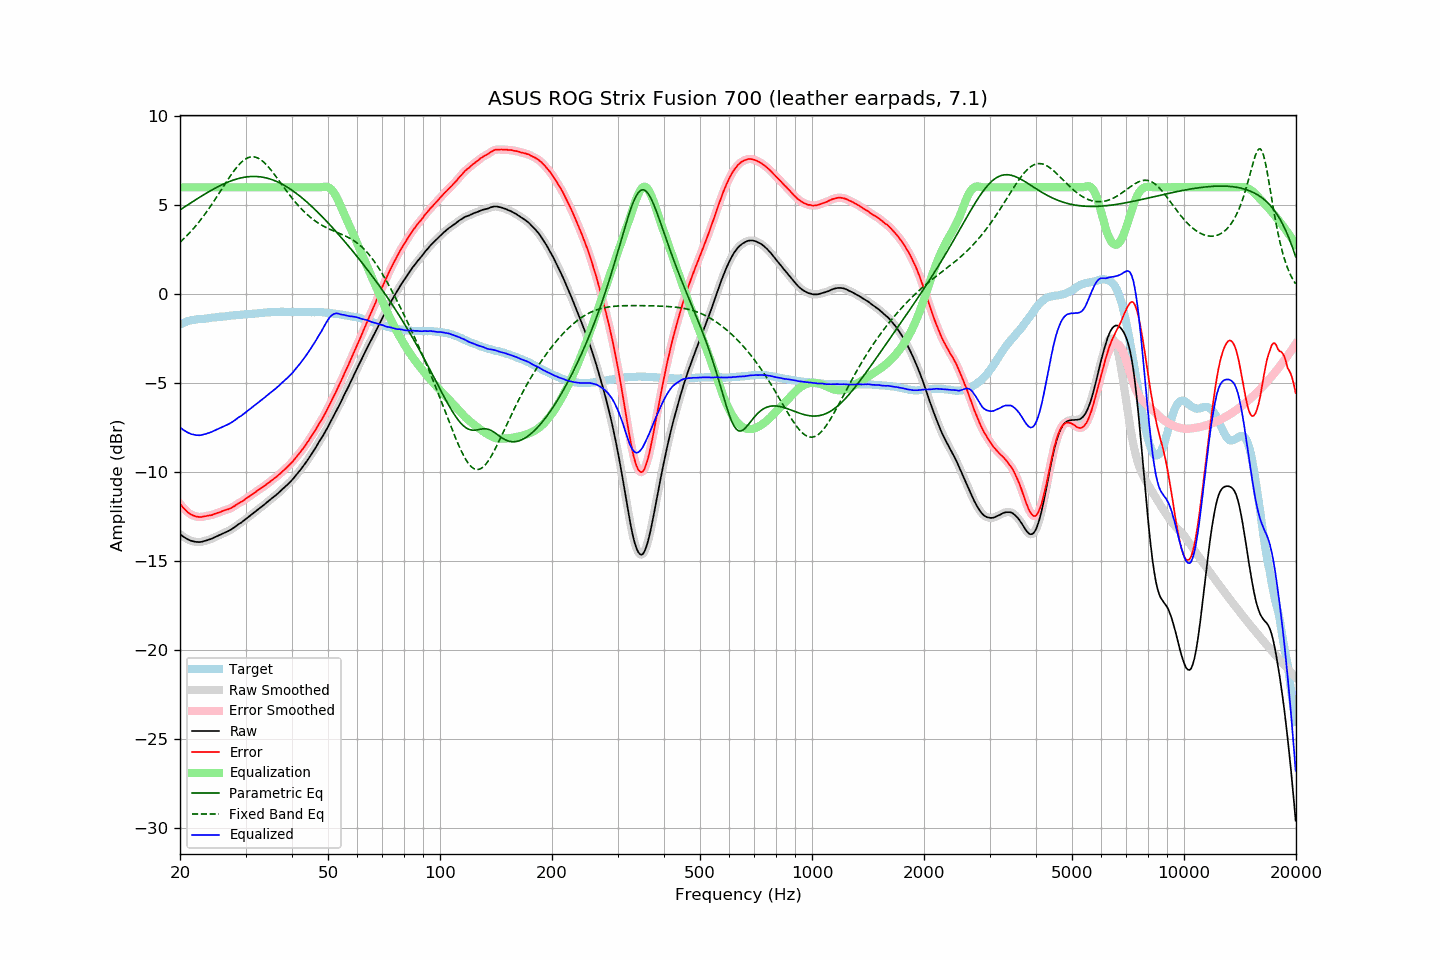 ASUS ROG Strix Fusion 700 (leather earpads, 7.1)
10
5
0
−5
−10
−15
−20
−25
−30
Amplitude (dBr)
Target
Raw Smoothed
Error Smoothed
Raw
Error
Equalization
Parametric Eq
Fixed Band Eq
Equalized
20 50 100 200 500 1000 2000 5000 10000 20000
Frequency (Hz)